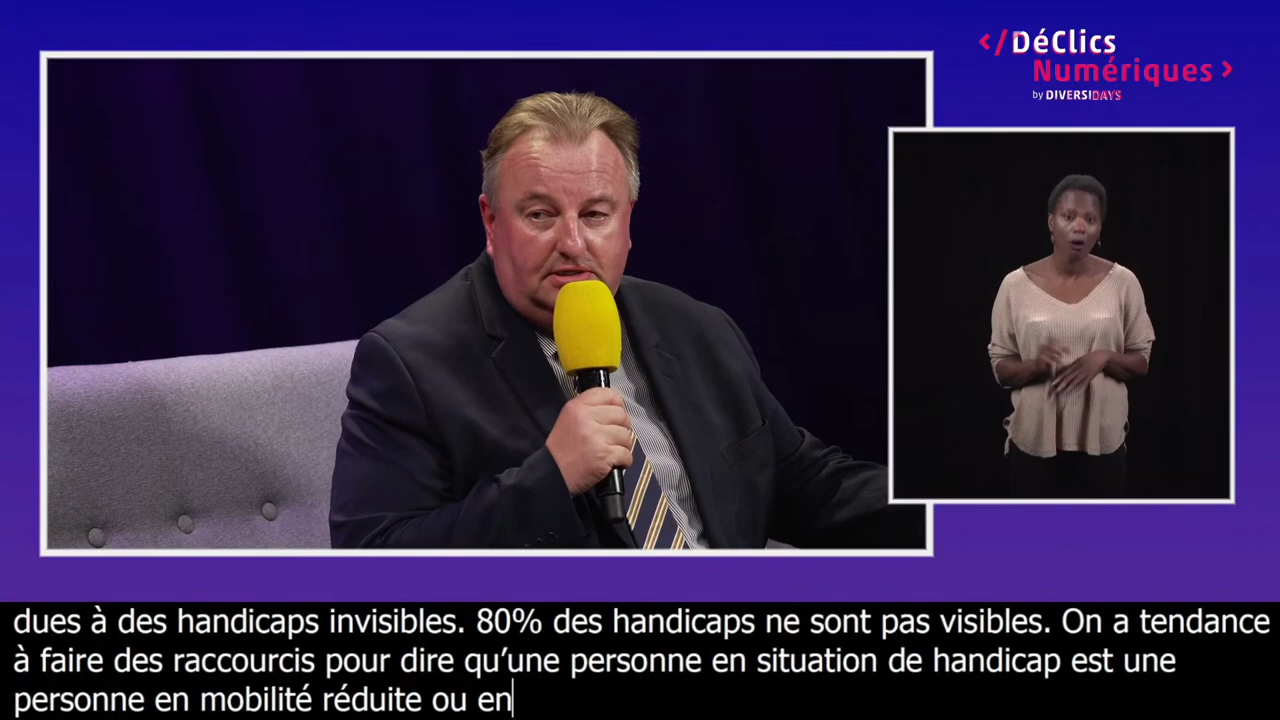 </DéClics
Numériques>
by DIVERSIDAYS
dues à des handicaps invisibles. 80% des handicaps ne sont pas visibles. On a tendance
à faire des raccourcis pour dire qu’une personne en situation de handicap est une
personne en mobilité réduite ou en